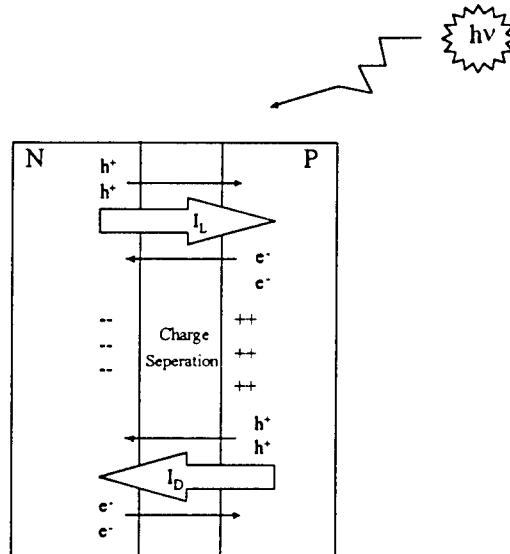 hν
N
P
h⁺
h⁺
I_L
e⁻
e⁻
-- ++
Charge
-- ++
Seperation
--
++
h⁺
h⁺
I_D
e⁻
e⁻